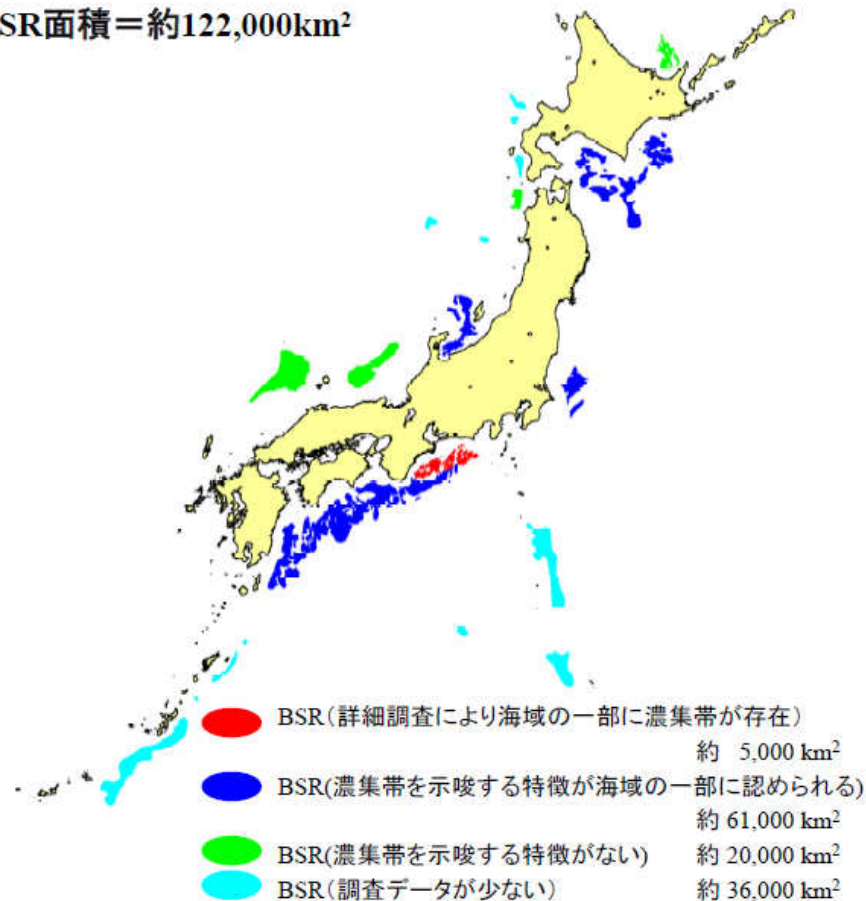 SR面積＝約122,000km²
BSR（詳細調査により海域の一部に濃集帯が存在）
約 5,000 km²
BSR(濃集帯を示唆する特徴が海域の一部に認められる)
約 61,000 km²
BSR(濃集帯を示唆する特徴がない) 約 20,000 km²
BSR（調査データが少ない） 約 36,000 km²